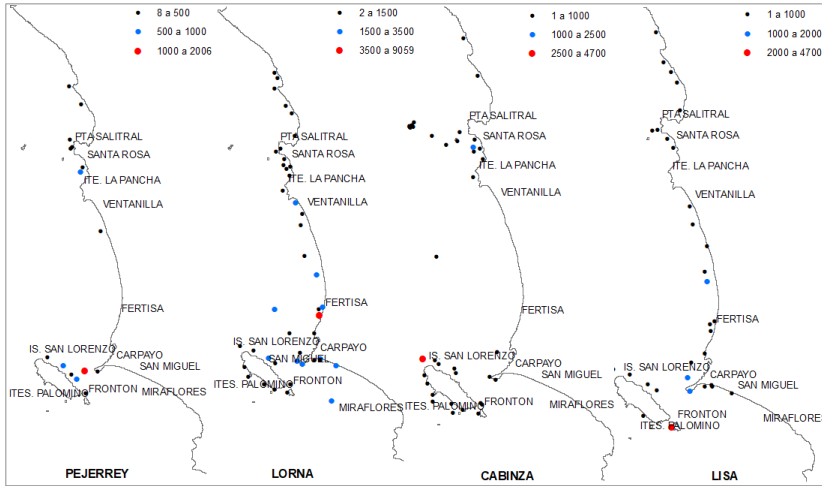 8 a 500
500 a 1000
1000 a 2006
PTA SALITRAL
SANTA ROSA
ITE. LA PANCHA
VENTANILLA
FERTISA
IS. SAN LORENZO
CARPAYO
SAN MIGUEL
FRONTON
ITES. PALOMINO
MIRAFLORES
PEJERREY
2 a 1500
1500 a 3500
3500 a 9059
PTA SALITRAL
SANTA ROSA
ITE. LA PANCHA
VENTANILLA
FERTISA
IS. SAN LORENZO
CARPAYO
SAN MIGUEL
FRONTON
ITES. PALOMINO
MIRAFLORES
LORNA
1 a 1000
1000 a 2500
2500 a 4700
PTA SALITRAL
SANTA ROSA
ITE. LA PANCHA
VENTANILLA
FERTISA
IS. SAN LORENZO
CARPAYO
SAN MIGUEL
FRONTON
ITES. PALOMINO
MIRAFLORES
CABINZA
1 a 1000
1000 a 2000
2000 a 4700
PTA SALITRAL
SANTA ROSA
ITE. LA PANCHA
VENTANILLA
FERTISA
IS. SAN LORENZO
CARPAYO
SAN MIGUEL
FRONTON
ITES. PALOMINO
MIRAFLORES
LISA